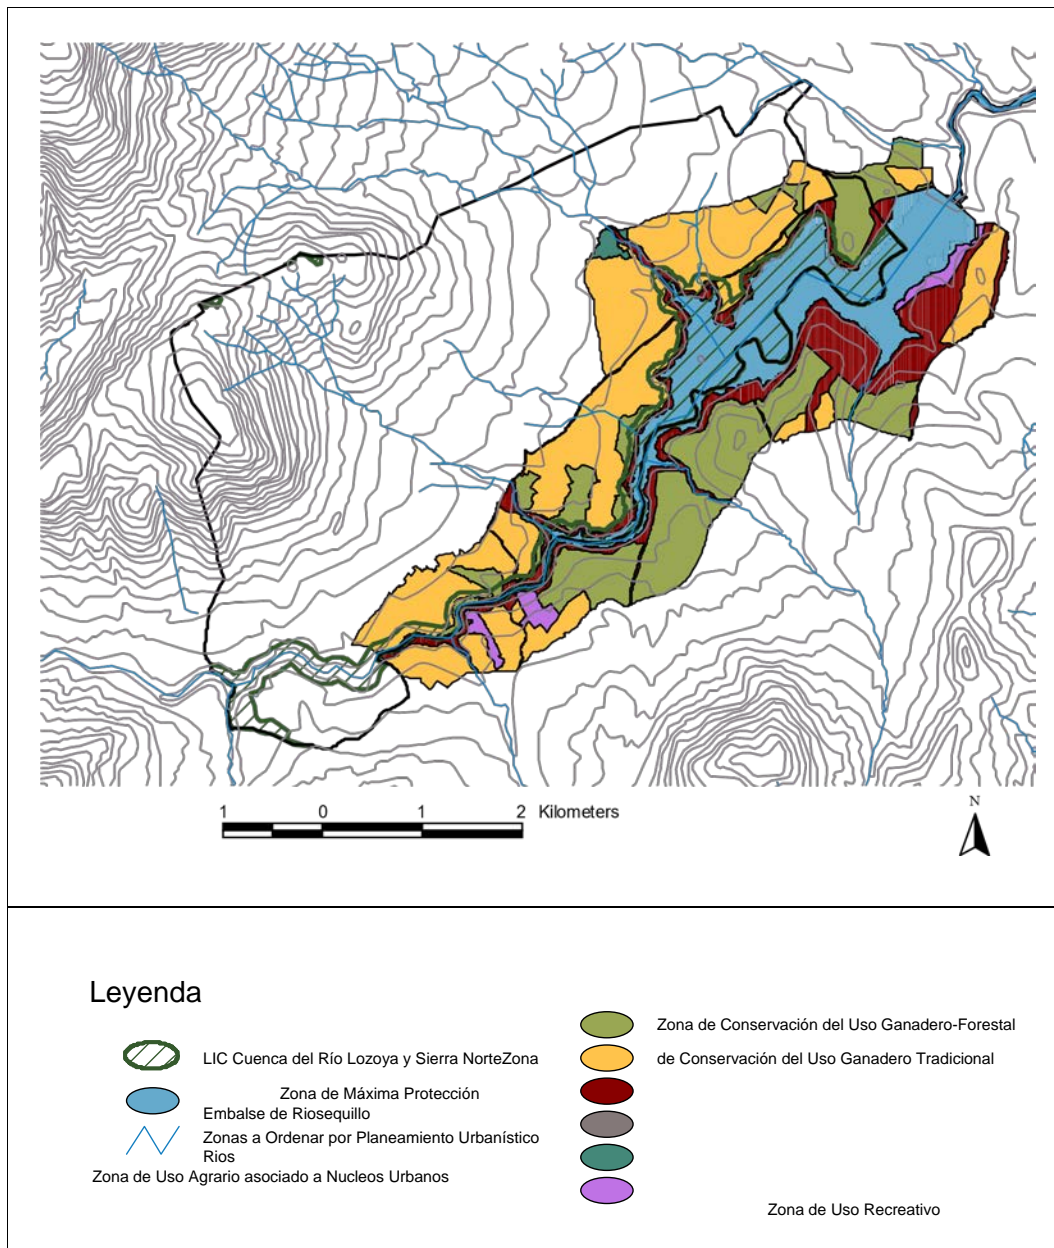 1 0 1 2 Kilometers
N
Leyenda
LIC Cuenca del Río Lozoya y Sierra NorteZona
Zona de Máxima Protección
Embalse de Riosequillo
Zonas a Ordenar por Planeamiento Urbanístico
Rios
Zona de Uso Agrario asociado a Nucleos Urbanos
Zona de Conservación del Uso Ganadero-Forestal
de Conservación del Uso Ganadero Tradicional
Zona de Uso Recreativo